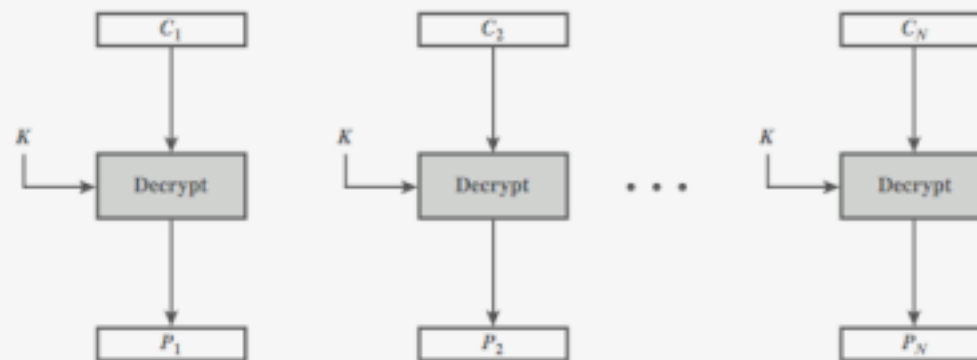 C1 C2 CN
K K K
Decrypt Decrypt • • • Decrypt
P1 P2 PN